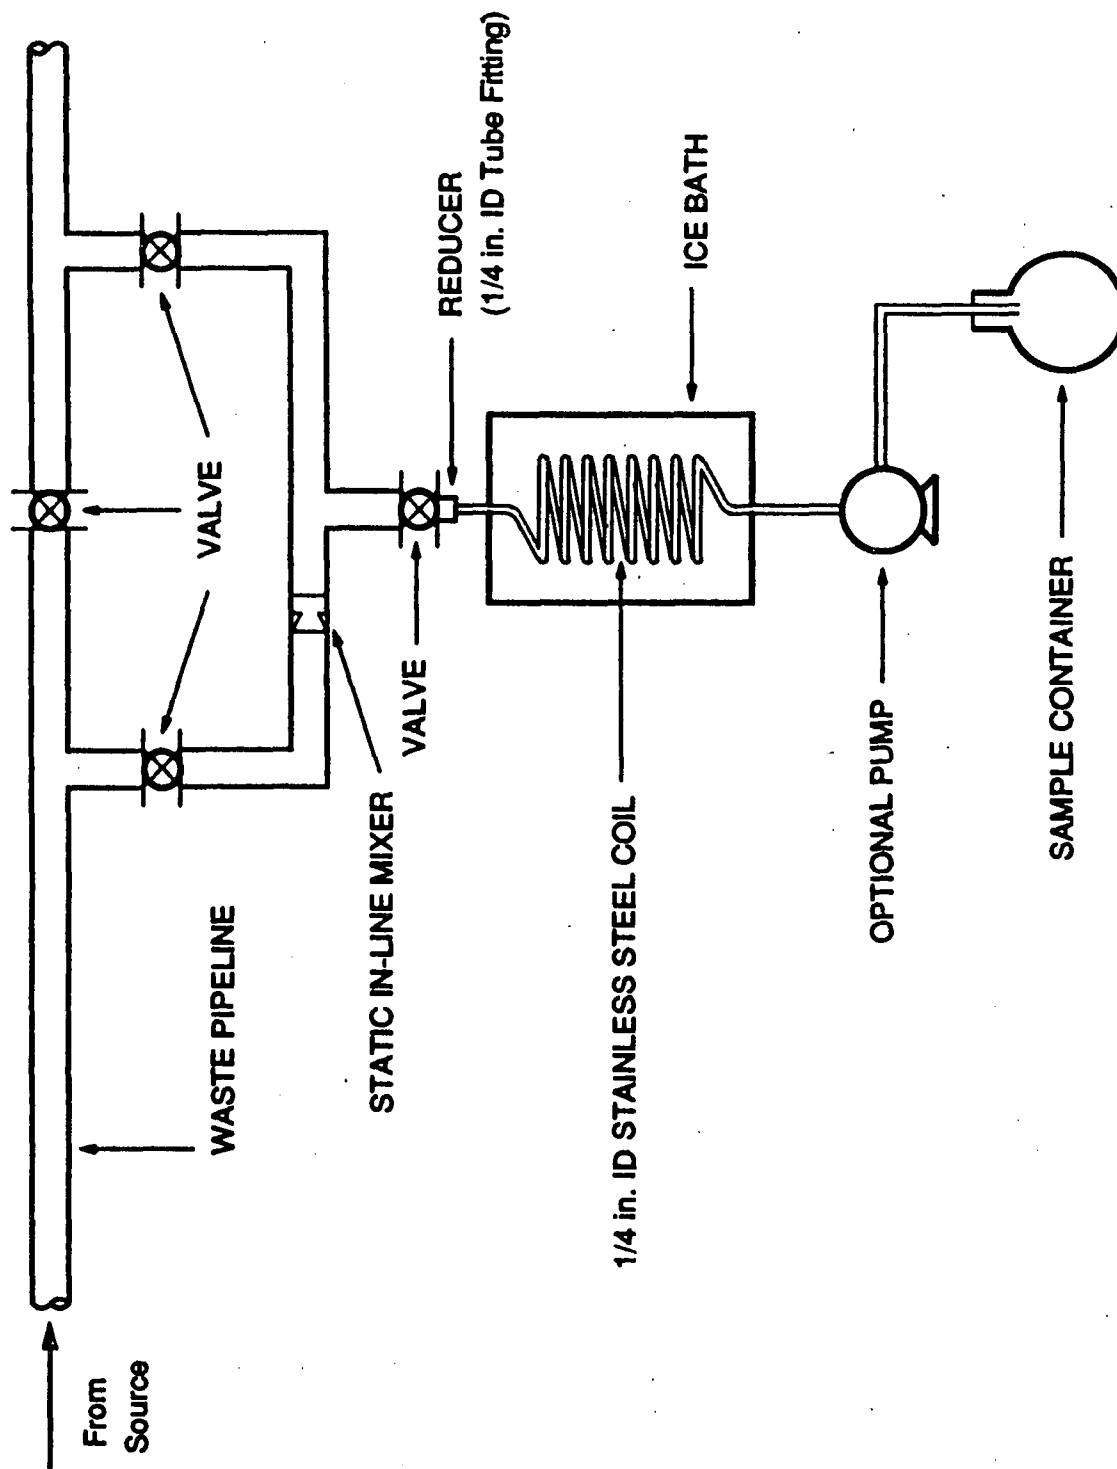 From
Source
WASTE PIPELINE
VALVE
STATIC IN-LINE MIXER
VALVE
REDUCER
(1/4 in. ID Tube Fitting)
ICE BATH
1/4 in. ID STAINLESS STEEL COIL
OPTIONAL PUMP
SAMPLE CONTAINER